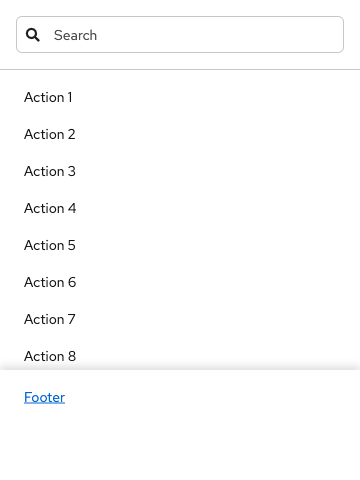 Search
Action 1
Action 2
Action 3
Action 4
Action 5
Action 6
Action 7
Action 8
Footer